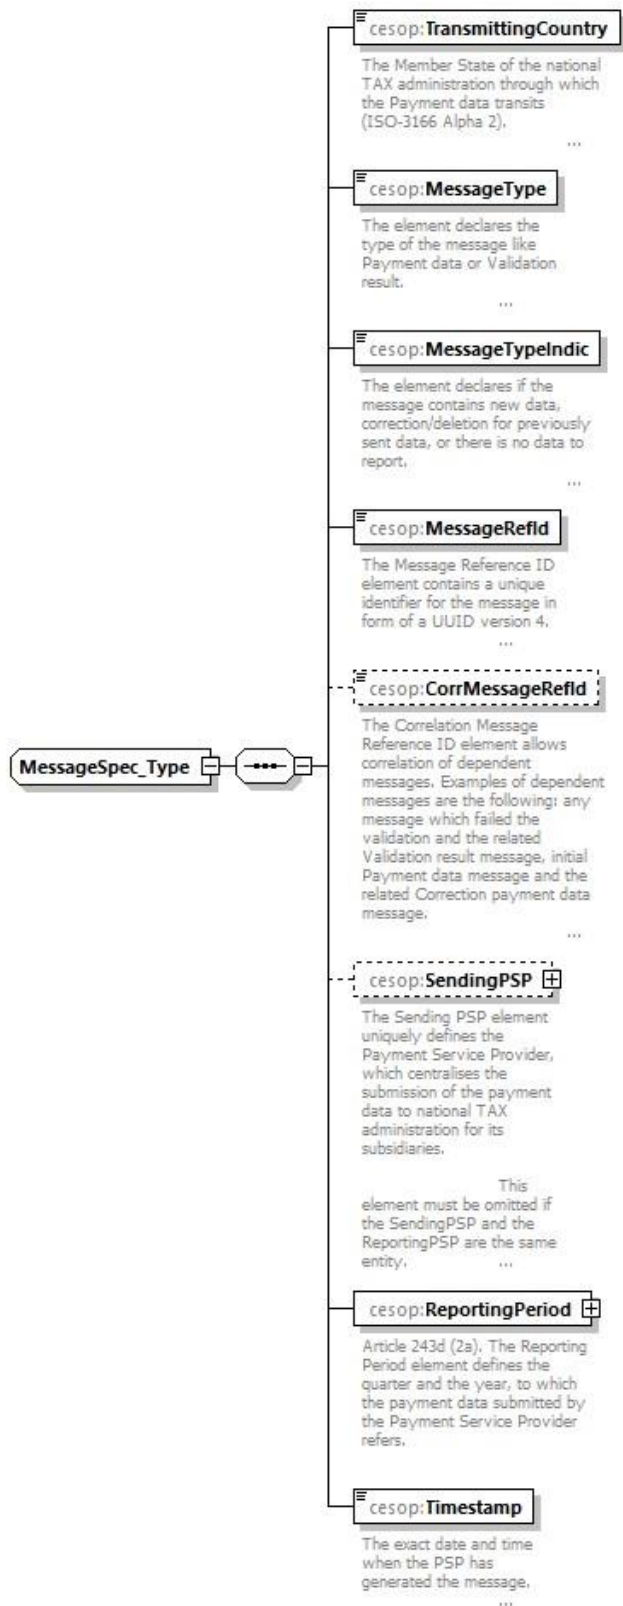 cesop:TransmittingCountry
The Member State of the national
TAX administration through which
the Payment data transits
(ISO-3166 Alpha 2).
...
cesop:MessageType
The element declares the
type of the message like
Payment data or Validation
result.
...
cesop:MessageTypeIndic
The element declares if the
message contains new data,
correction/deletion for previously
sent data, or there is no data to
report.
...
cesop:MessageRefId
The Message Reference ID
element contains a unique
identifier for the message in
form of a UUID version 4.
...
cesop:CorrMessageRefId
The Correlation Message
Reference ID element allows
correlation of dependent
messages. Examples of dependent
messages are the following: any
message which failed the
validation and the related
Validation result message, initial
Payment data message and the
related Correction payment data
message.
...
MessageSpec_Type
cesop:SendingPSP
The Sending PSP element
uniquely defines the
Payment Service Provider,
which centralises the
submission of the payment
data to national TAX
administration for its
subsidiaries.
This
element must be omitted if
the SendingPSP and the
ReportingPSP are the same
entity. ...
cesop:ReportingPeriod
Article 243d (2a). The Reporting
Period element defines the
quarter and the year, to which
the payment data submitted by
the Payment Service Provider
refers.
cesop:Timestamp
The exact date and time
when the PSP has
generated the message.
...